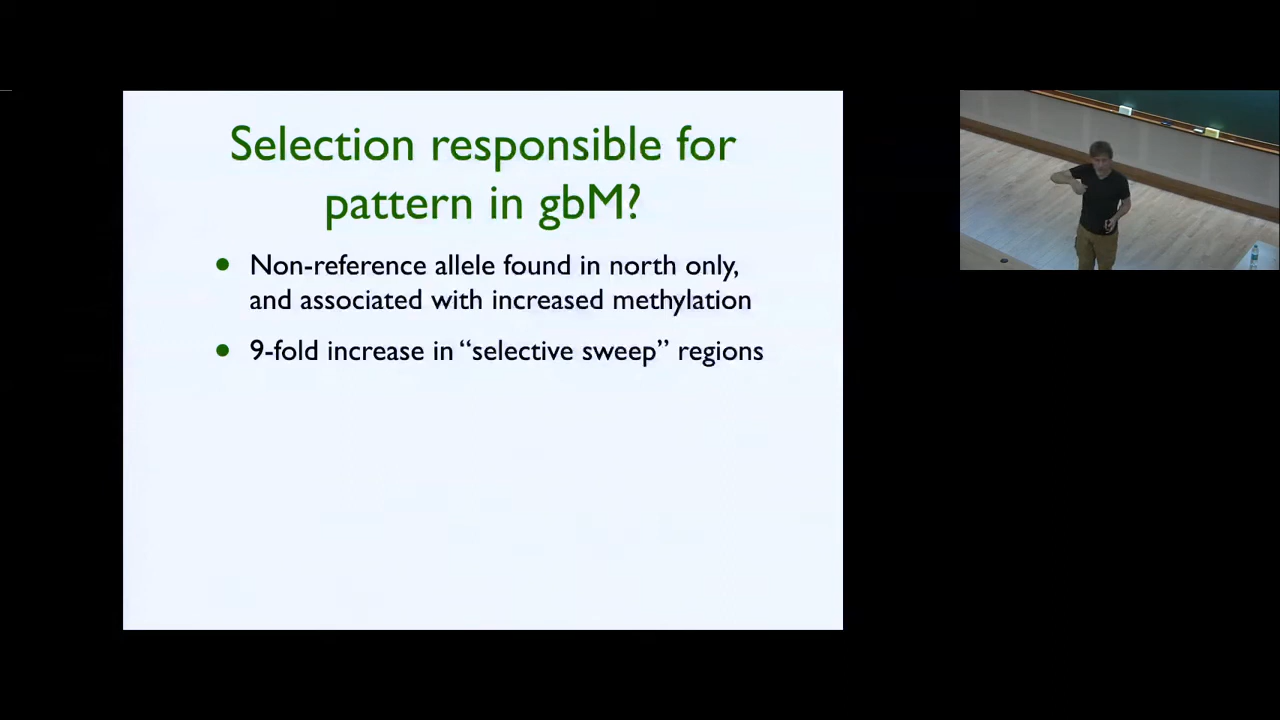 Selection responsible for
pattern in gbM?
• Non-reference allele found in north only,
and associated with increased methylation
• 9-fold increase in “selective sweep” regions